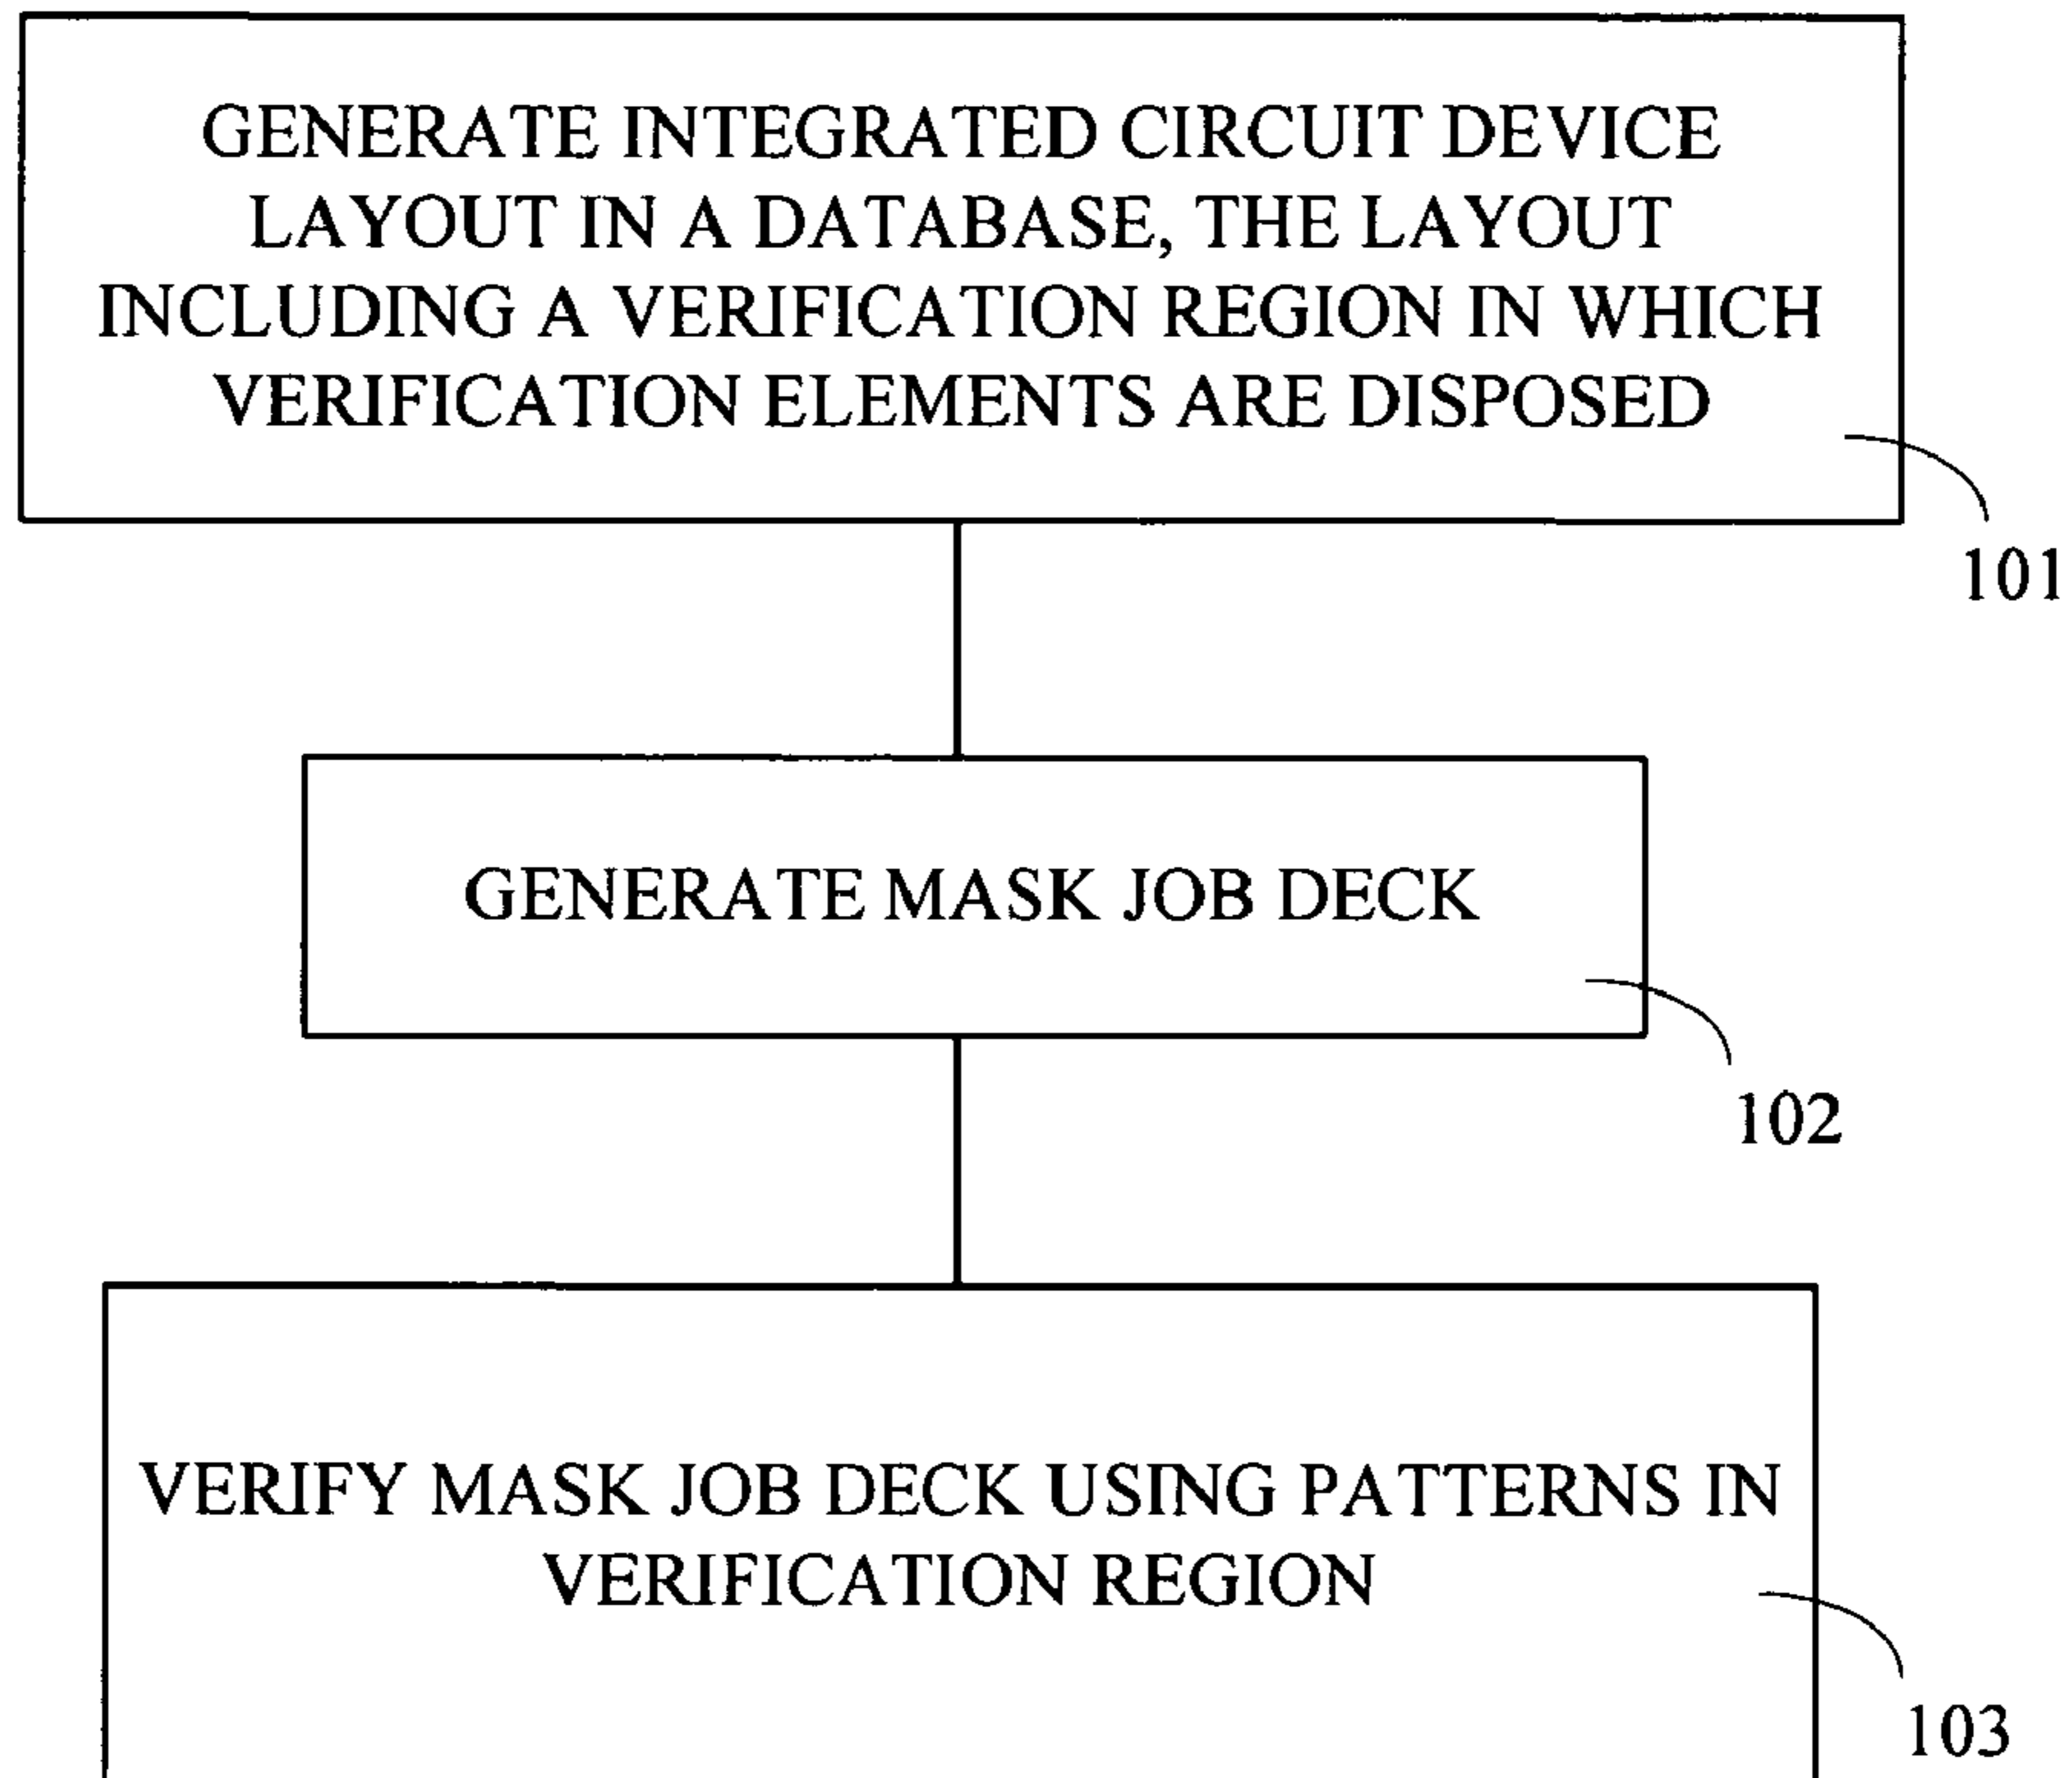 GENERATE INTEGRATED CIRCUIT DEVICE
LAYOUT IN A DATABASE, THE LAYOUT
INCLUDING A VERIFICATION REGION IN WHICH
VERIFICATION ELEMENTS ARE DISPOSED
101
GENERATE MASK JOB DECK
102
VERIFY MASK JOB DECK USING PATTERNS IN
VERIFICATION REGION
103